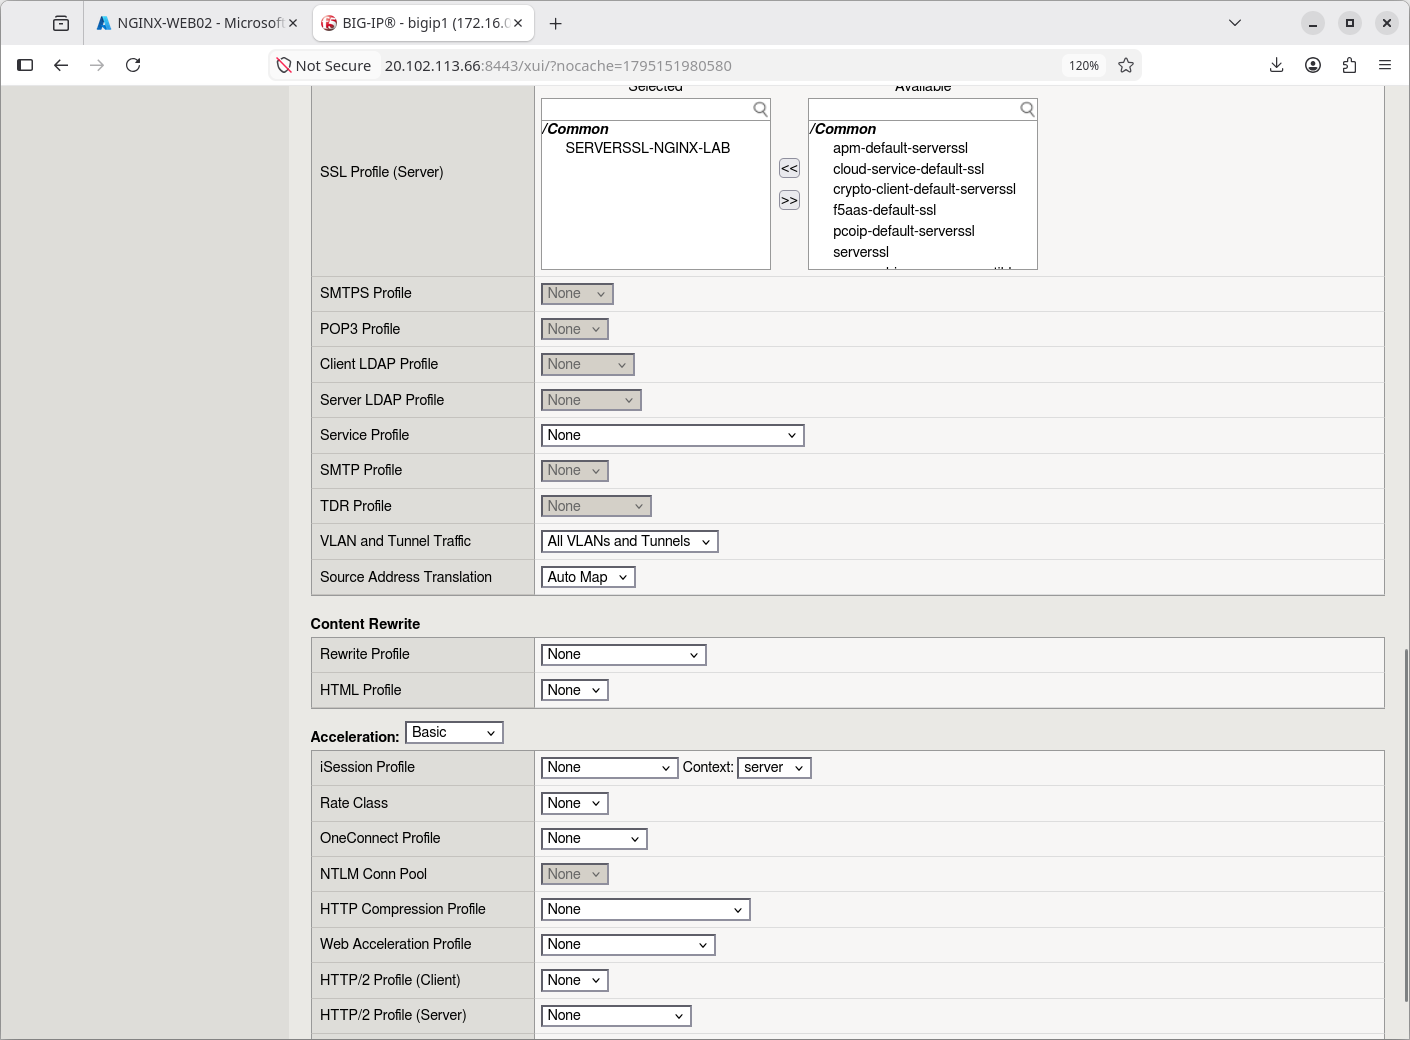 NGINX-WEB02 - Microsoft
BIG-IP® - bigip1 (172.16.0
Not Secure
20.102.113.66:8443/xui/?nocache=1795151980580
120%
Selected
Available
/Common
SERVERSSL-NGINX-LAB
<<
>>
/Common
apm-default-serverssl
cloud-service-default-ssl
crypto-client-default-serverssl
f5aas-default-ssl
pcoip-default-serverssl
serverssl
SSL Profile (Server)
SMTPS Profile None
POP3 Profile None
Client LDAP Profile None
Server LDAP Profile None
Service Profile None
SMTP Profile None
TDR Profile None
VLAN and Tunnel Traffic All VLANs and Tunnels
Source Address Translation Auto Map
Content Rewrite
Rewrite Profile None
HTML Profile None
Acceleration: Basic
iSession Profile None Context: server
Rate Class None
OneConnect Profile None
NTLM Conn Pool None
HTTP Compression Profile None
Web Acceleration Profile None
HTTP/2 Profile (Client) None
HTTP/2 Profile (Server) None